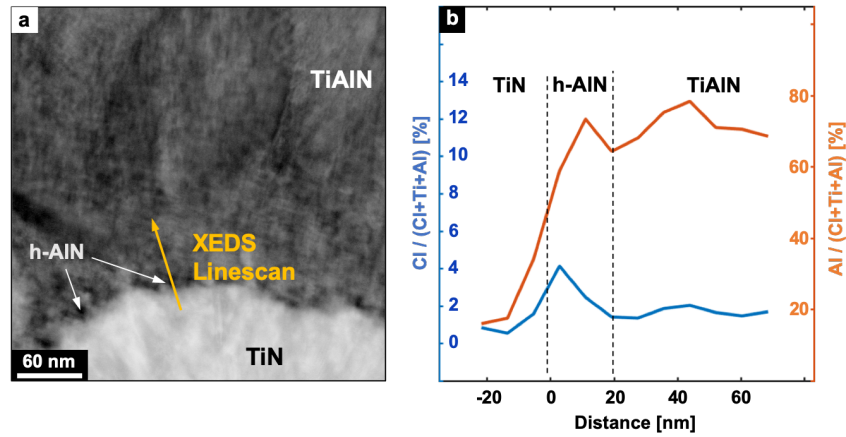 a
TiAlN
h-AlN
XEDS
Linescan
TiN
60 nm
b
TiN h-AlN TiAlN
Cl / (Cl+Ti+Al) [%]
14
12
10
8
6
4
2
0
Al / (Cl+Ti+Al) [%]
80
60
40
20
-20 0 20 40 60
Distance [nm]